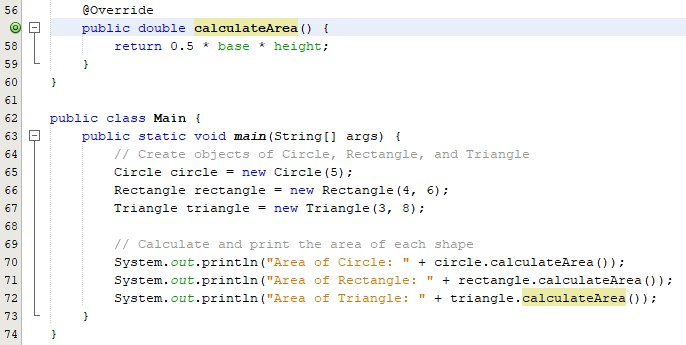 56 @Override
public double calculateArea() {
58 return 0.5 * base * height;
59 }
60 }
61
62 public class Main {
63 public static void main(String[] args) {
64 // Create objects of Circle, Rectangle, and Triangle
65 Circle circle = new Circle(5);
66 Rectangle rectangle = new Rectangle(4, 6);
67 Triangle triangle = new Triangle(3, 8);
68
69 // Calculate and print the area of each shape
70 System.out.println("Area of Circle: " + circle.calculateArea());
71 System.out.println("Area of Rectangle: " + rectangle.calculateArea());
72 System.out.println("Area of Triangle: " + triangle.calculateArea());
73 }
74 }